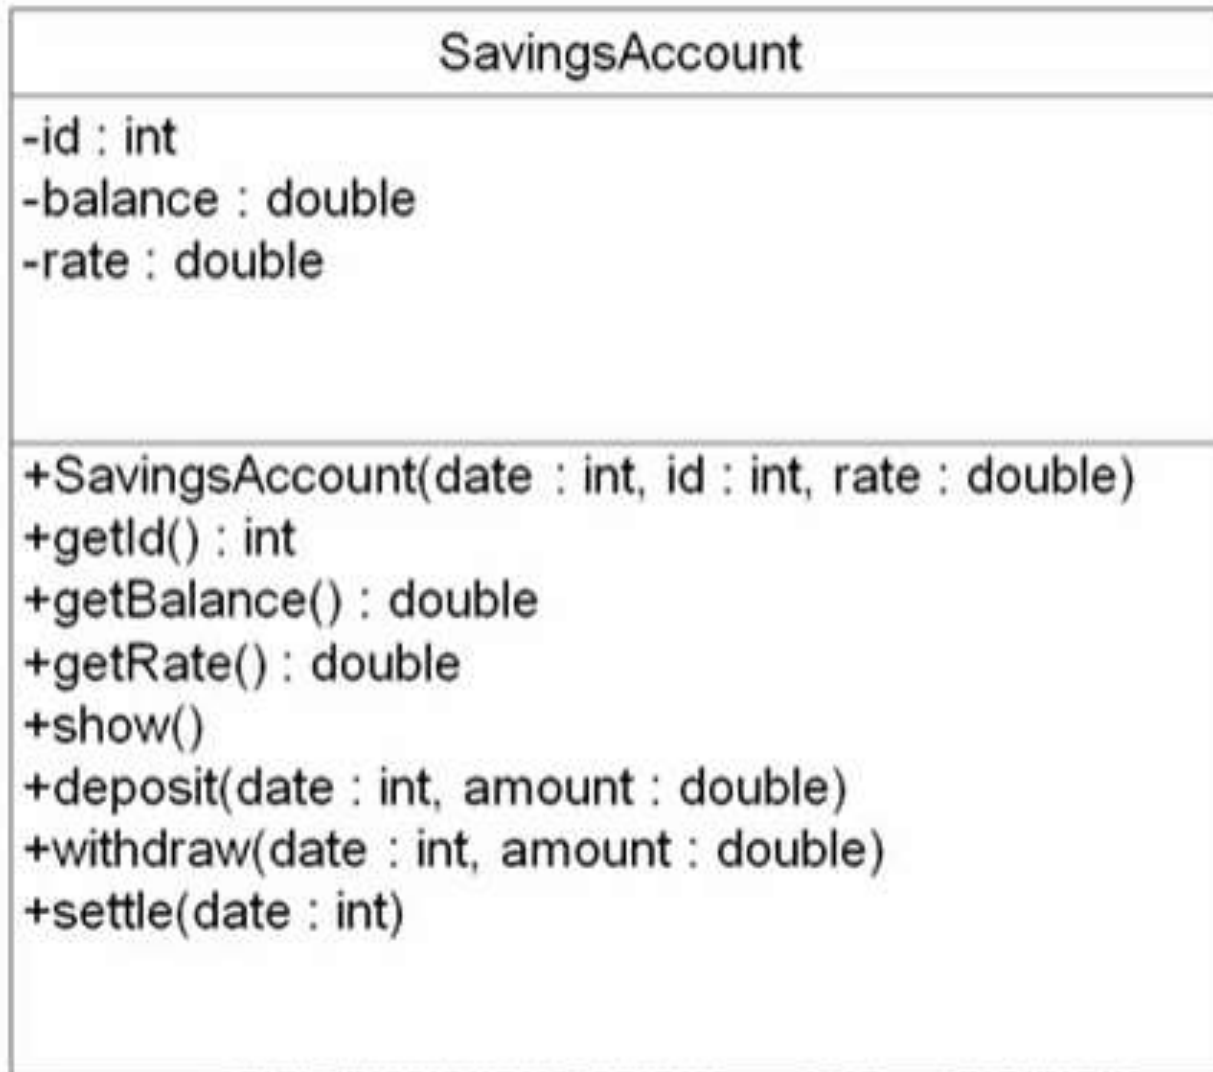 SavingsAccount
-id : int
-balance : double
-rate : double
+SavingsAccount(date : int, id : int, rate : double)
+getId() : int
+getBalance() : double
+getRate() : double
+show()
+deposit(date : int, amount : double)
+withdraw(date : int, amount : double)
+settle(date : int)